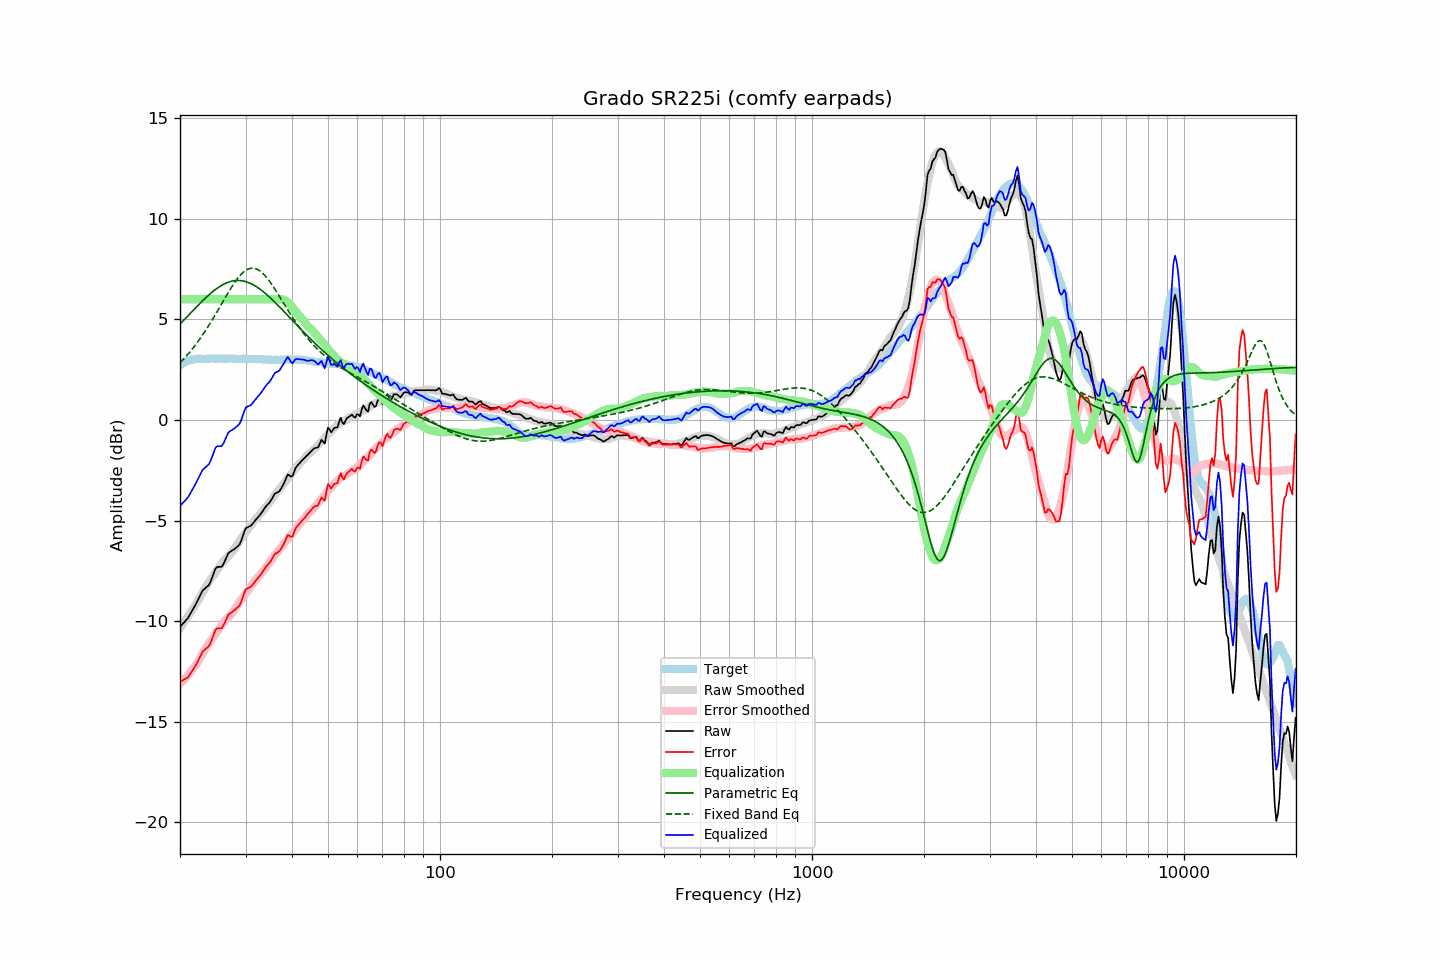 Grado SR225i (comfy earpads)
15
10
5
0
−5
−10
−15
−20
Amplitude (dBr)
Target
Raw Smoothed
Error Smoothed
Raw
Error
Equalization
Parametric Eq
Fixed Band Eq
Equalized
100
1000
10000
Frequency (Hz)